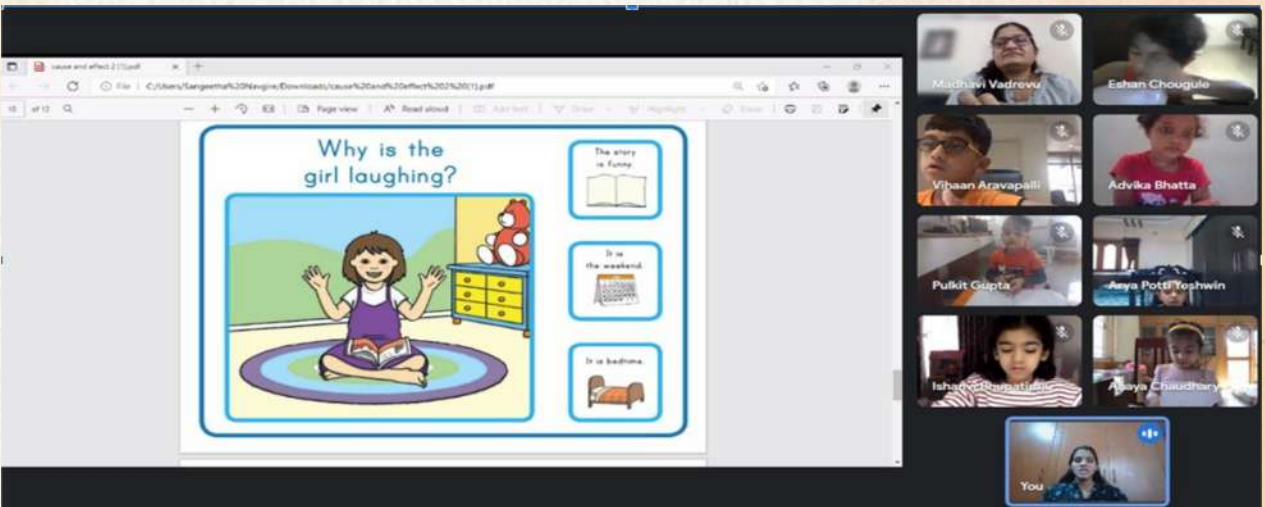 cause and effect 2 (1).pdf
File | C:/Users/Sangeetha%20Navgire/Downloads/cause%20and%20effect%202%20(1).pdf
of 12
Page view | Read aloud | Add text | Draw | Highlight | Erase
Why is the
girl laughing?
The story
is funny.
It is
the weekend.
It is bedtime.
Madhavi Vadrevu
Eshan Chougule
Vihaan Aravapalli
Advika Bhatta
Pulkit Gupta
Arya Potti Yeshwin
Chaudhary
You